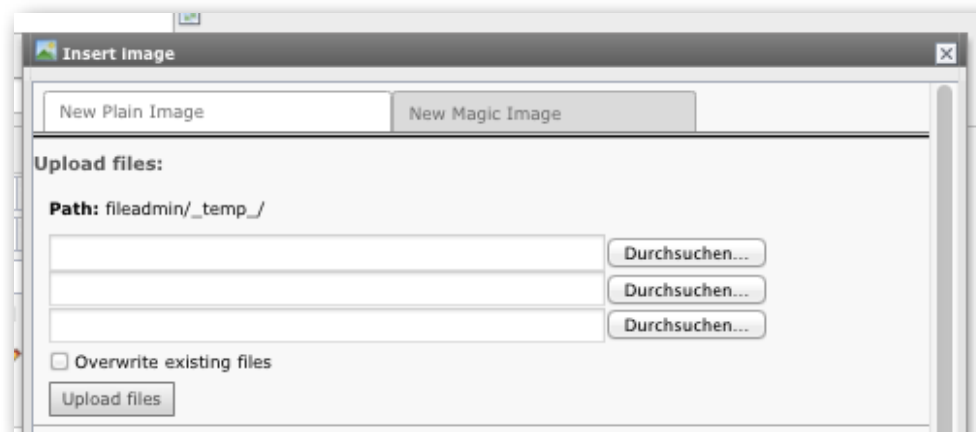 Insert Image
New Plain Image New Magic Image
Upload files:
Path: fileadmin/_temp_/
Durchsuchen...
Durchsuchen...
Durchsuchen...
Overwrite existing files
Upload files